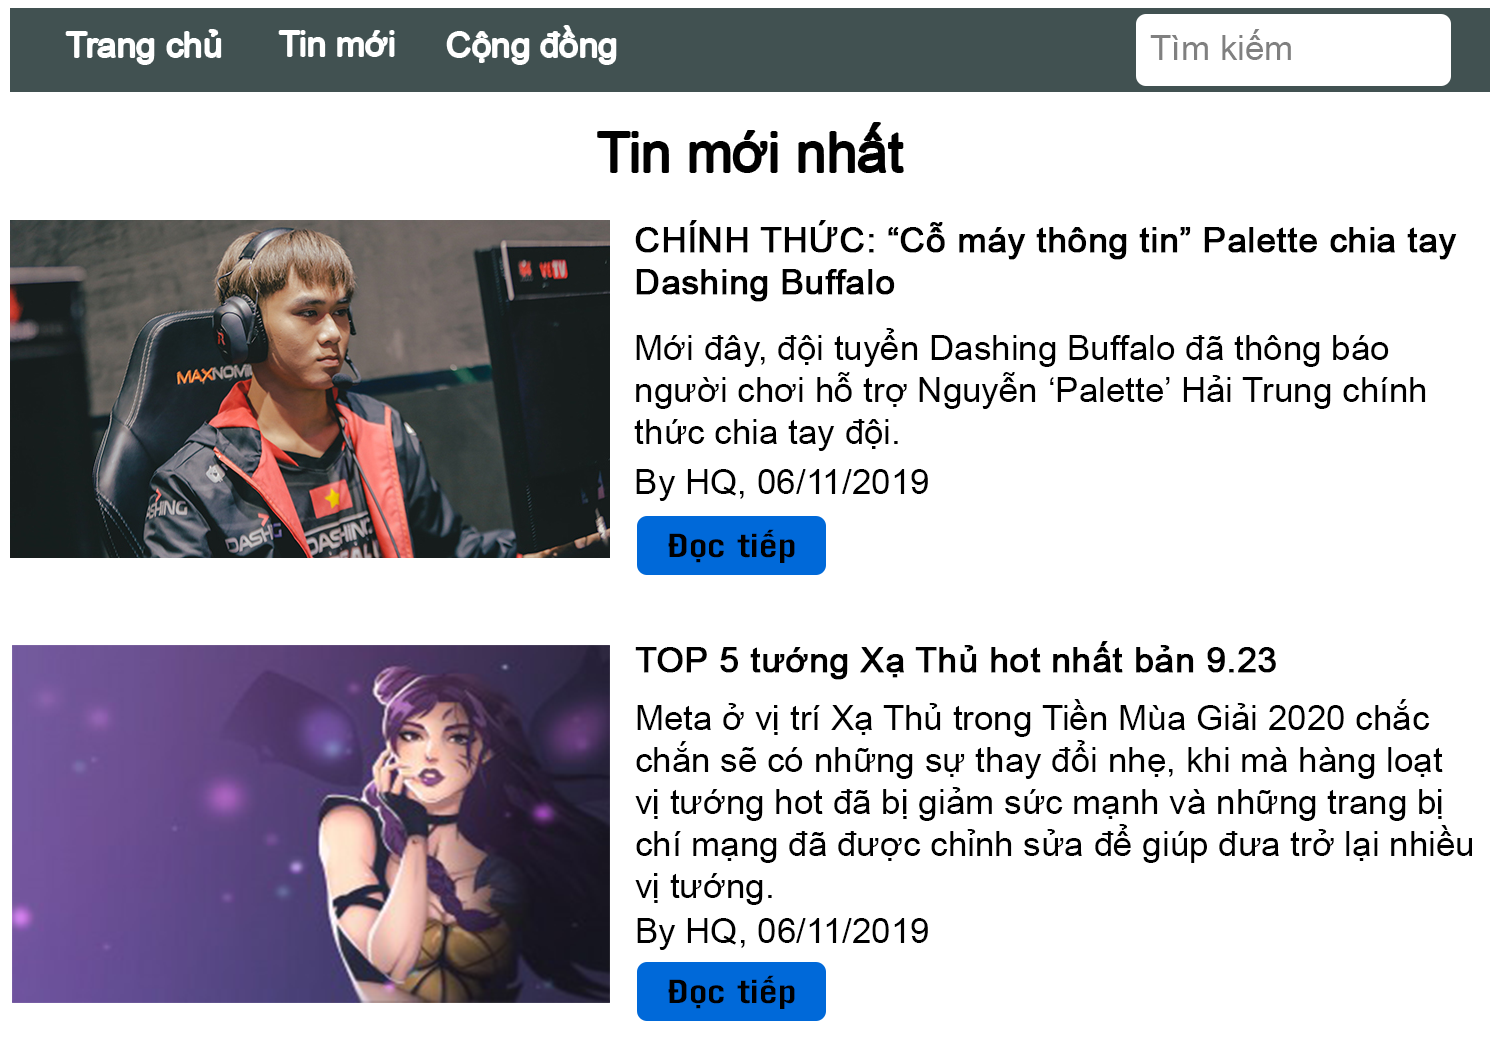 Trang chủ Tin mới Cộng đồng Tìm kiếm
Tin mới nhất
MAXNOMI
VETV
DASHING
DASH
DASHING
CHÍNH THỨC: “Cỗ máy thông tin” Palette chia tay
Dashing Buffalo
Mới đây, đội tuyển Dashing Buffalo đã thông báo
người chơi hỗ trợ Nguyễn ‘Palette’ Hải Trung chính
thức chia tay đội.
By HQ, 06/11/2019
Đọc tiếp
TOP 5 tướng Xạ Thủ hot nhất bản 9.23
Meta ở vị trí Xạ Thủ trong Tiền Mùa Giải 2020 chắc
chắn sẽ có những sự thay đổi nhẹ, khi mà hàng loạt
vị tướng hot đã bị giảm sức mạnh và những trang bị
chí mạng đã được chỉnh sửa để giúp đưa trở lại nhiều
vị tướng.
By HQ, 06/11/2019
Đọc tiếp